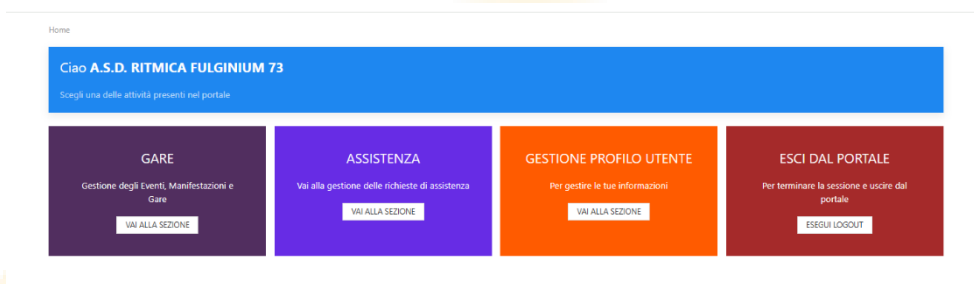 Home
Ciao A.S.D. RITMICA FULGINIUM 73
Scegli una delle attività presenti nel portale
GARE
Gestione degli Eventi, Manifestazioni e
Gare
VAI ALLA SEZIONE
ASSISTENZA
Vai alla gestione delle richieste di assistenza
VAI ALLA SEZIONE
GESTIONE PROFILO UTENTE
Per gestire le tue informazioni
VAI ALLA SEZIONE
ESCI DAL PORTALE
Per terminare la sessione e uscire dal
portale
ESEGUI LOGOUT